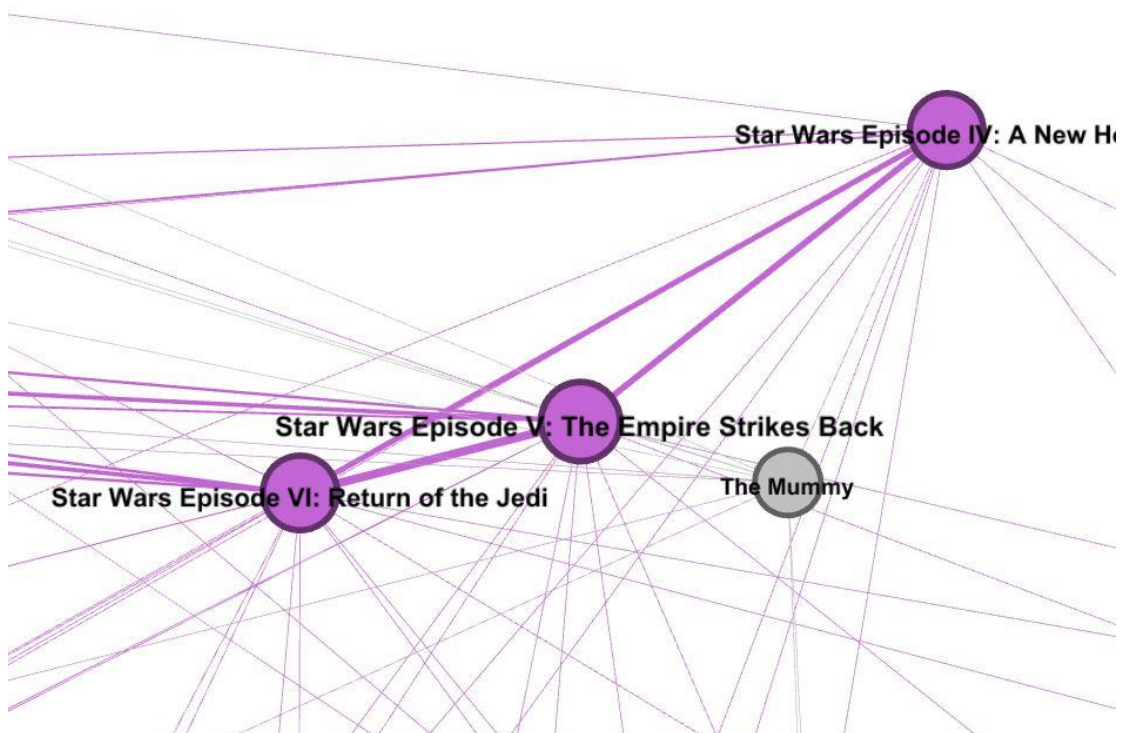 Star Wars Episode IV: A New H
Star Wars Episode V: The Empire Strikes Back
The Mummy
Star Wars Episode VI: Return of the Jedi